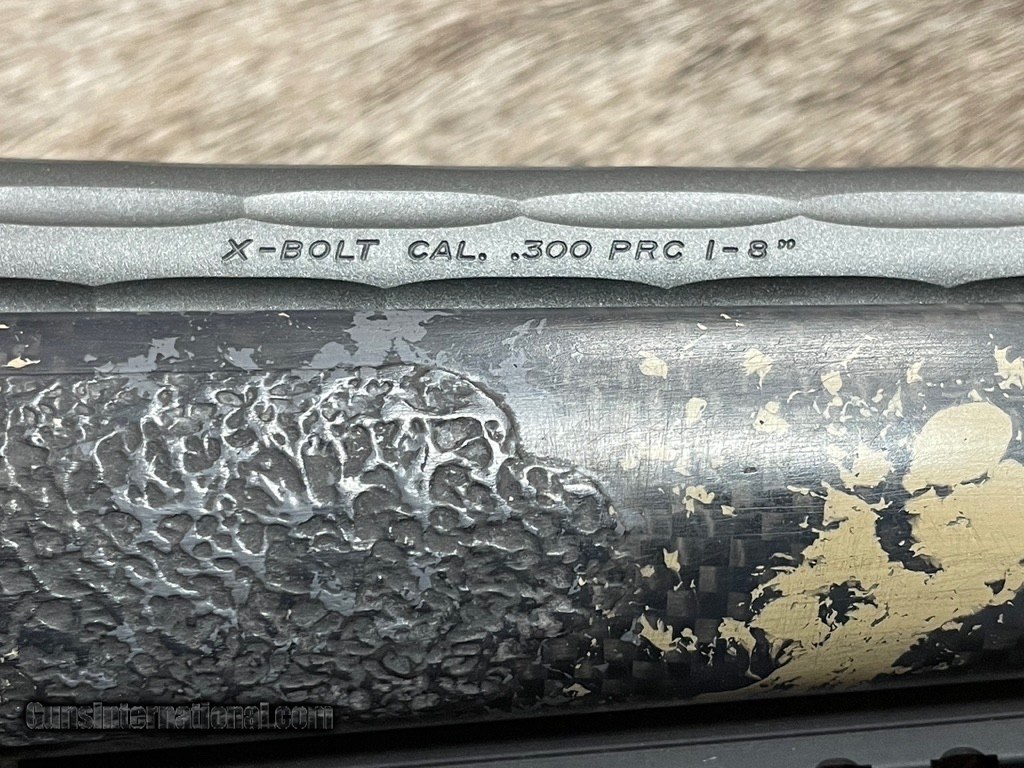 X-BOLT CAL. .300 PRC 1-8"
GunsInternational.com